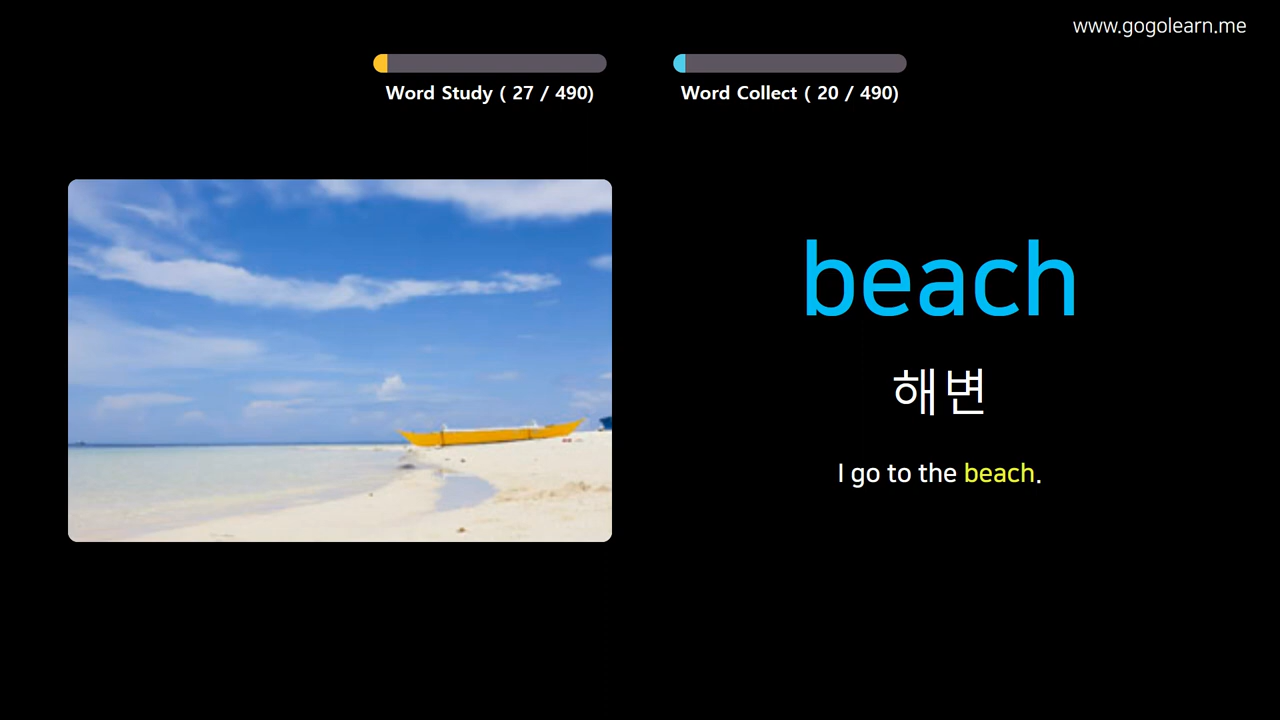 www.gogolearn.me
Word Study ( 27 / 490)
Word Collect ( 20 / 490)
beach
해변
I go to the beach.